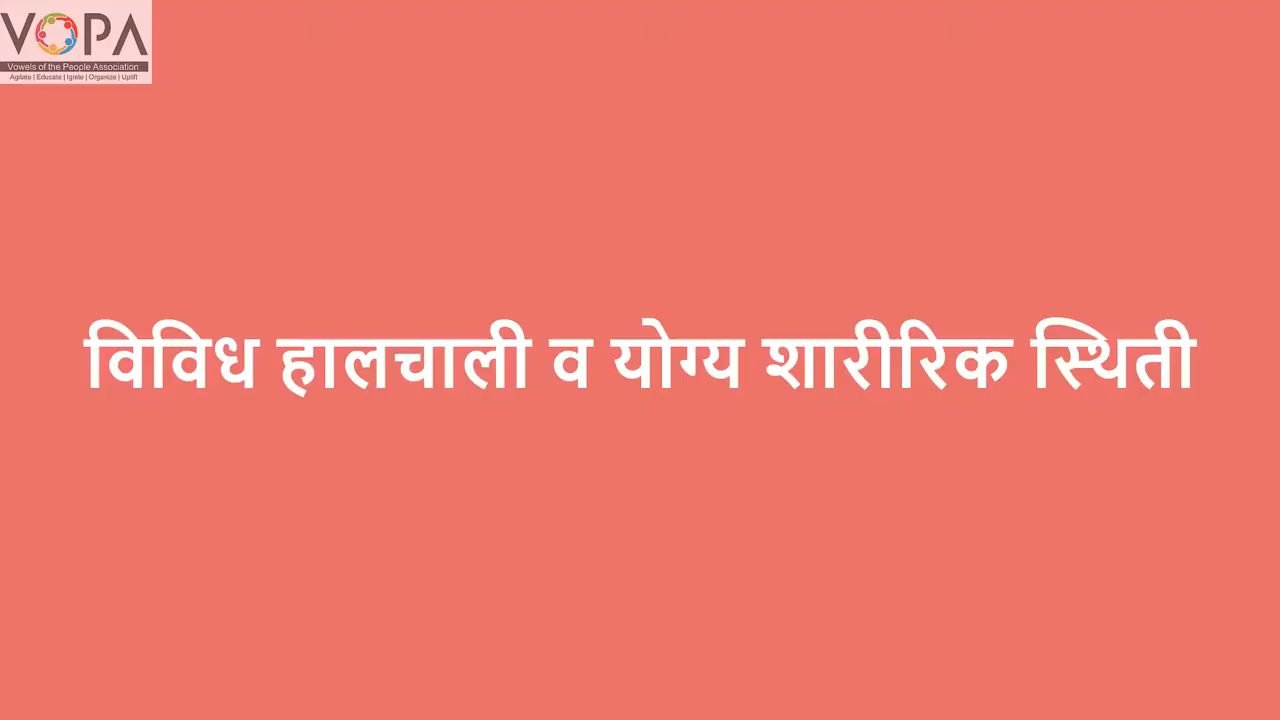 VOPA
Vowels of the People Association
Agitate | Educate | Ignite | Organize | Uplift
विविध हालचाली व योग्य शारीरिक स्थिती